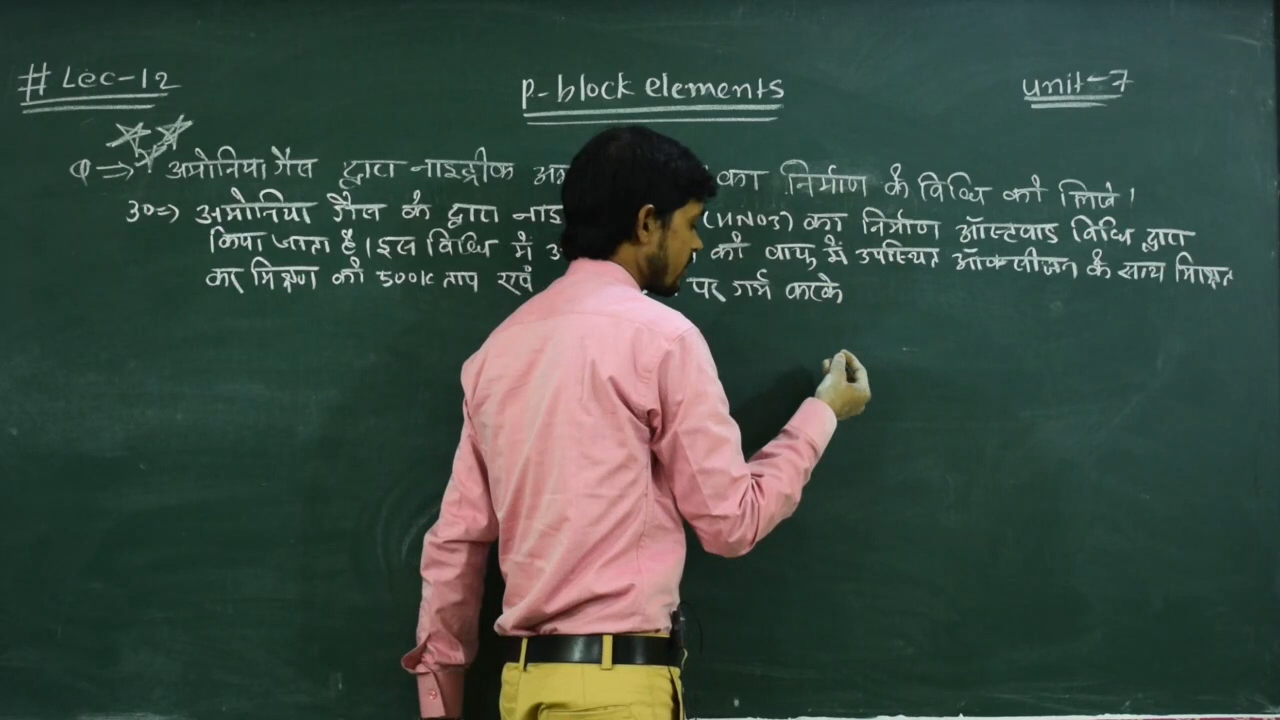 # Lec-12
p-block elements
unit-7
Q ⇒ अमोनिया गैस द्वारा नाइट्रीक अम का निर्माण के विधि को लिखें।
उ०⇒ अमोनिया गैस के द्वारा नाइ (HNO3) का निर्माण ऑस्टवाड विधि द्वारा
किया जाता है। इस विधि में अ को वायु में उपस्थित ऑक्सीजन के साथ मिश्रित
कर मिश्रण को 500K ताप एवं पर गर्म करके